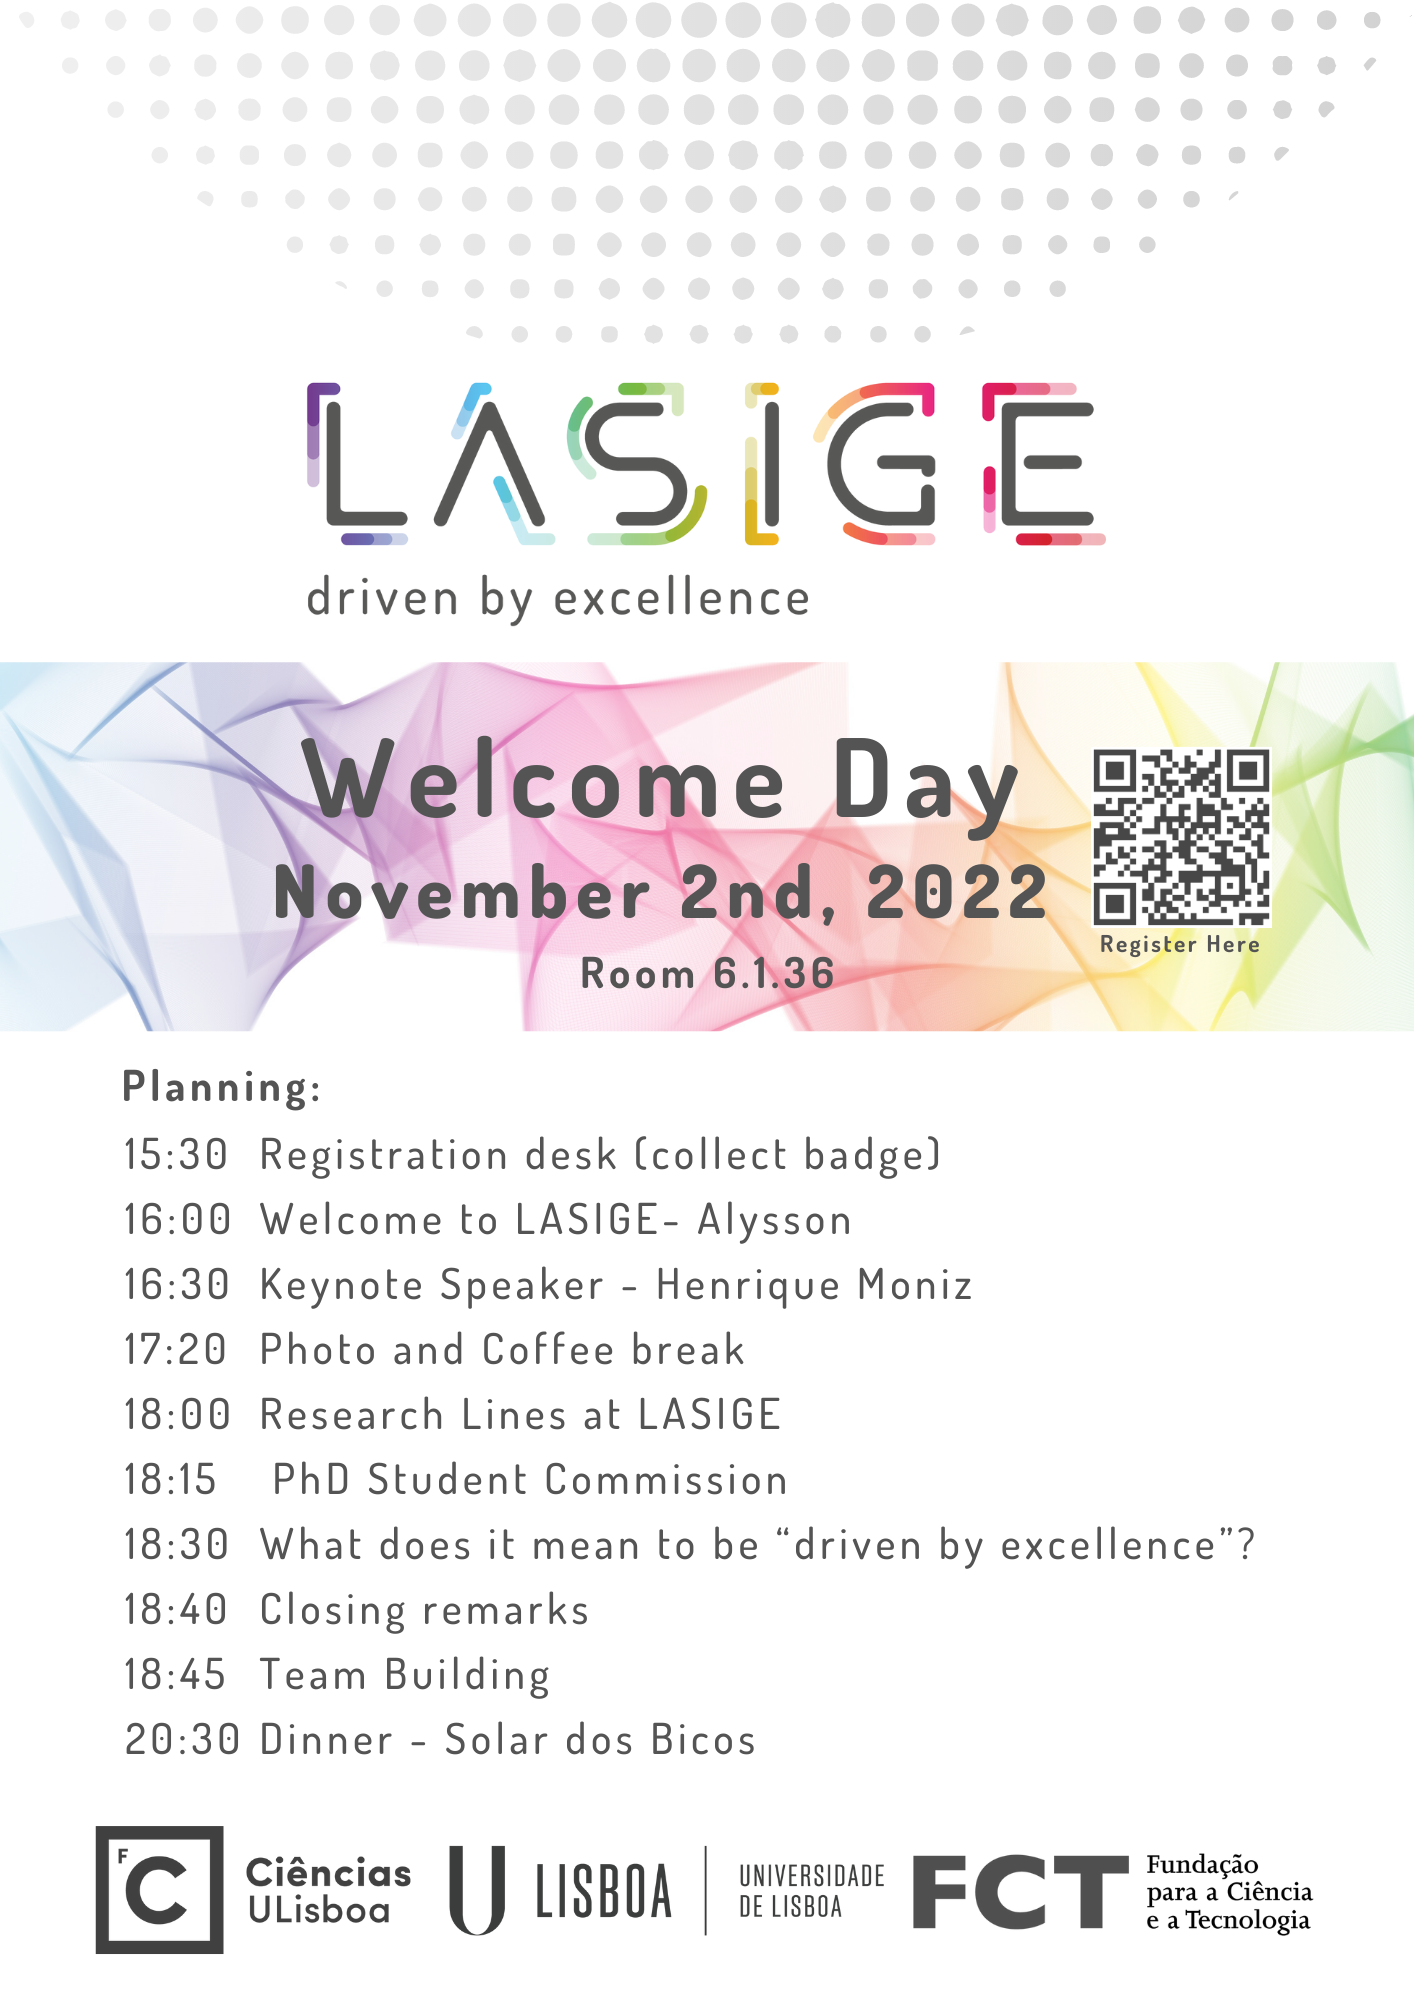 LASIGE
driven by excellence
Welcome Day
November 2nd, 2022
Room 6.1.36
Register Here
Planning:
15:30 Registration desk (collect badge)
16:00 Welcome to LASIGE- Alysson
16:30 Keynote Speaker - Henrique Moniz
17:20 Photo and Coffee break
18:00 Research Lines at LASIGE
18:15 PhD Student Commission
18:30 What does it mean to be “driven by excellence”?
18:40 Closing remarks
18:45 Team Building
20:30 Dinner - Solar dos Bicos
FC
Ciências
ULisboa
U LISBOA
UNIVERSIDADE
DE LISBOA
FCT
Fundação
para a Ciência
e a Tecnologia